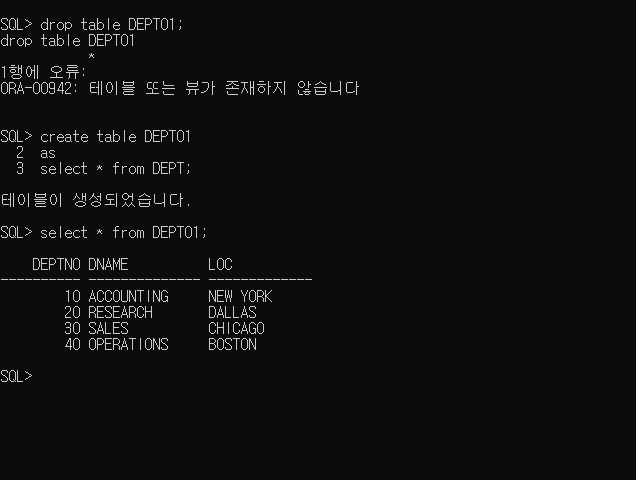 SQL> drop table DEPT01;
drop table DEPT01
           *
1행에 오류:
ORA-00942: 테이블 또는 뷰가 존재하지 않습니다
SQL> create table DEPT01
  2  as
  3  select * from DEPT;
테이블이 생성되었습니다.
SQL> select * from DEPT01;
    DEPTNO DNAME          LOC
---------- -------------- -------------
        10 ACCOUNTING     NEW YORK
        20 RESEARCH       DALLAS
        30 SALES          CHICAGO
        40 OPERATIONS     BOSTON
SQL>